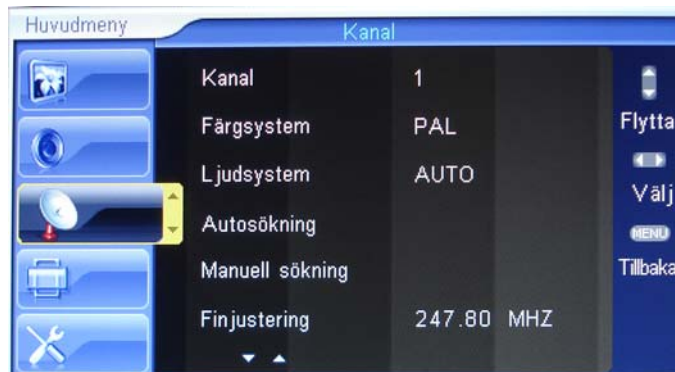 Huvudmeny
Kanal
Kanal 1
Färgsystem PAL
Ljudsystem AUTO
Autosökning
Manuell sökning
Finjustering 247.80 MHZ
Flytta
Välj
MENU
Tillbaka